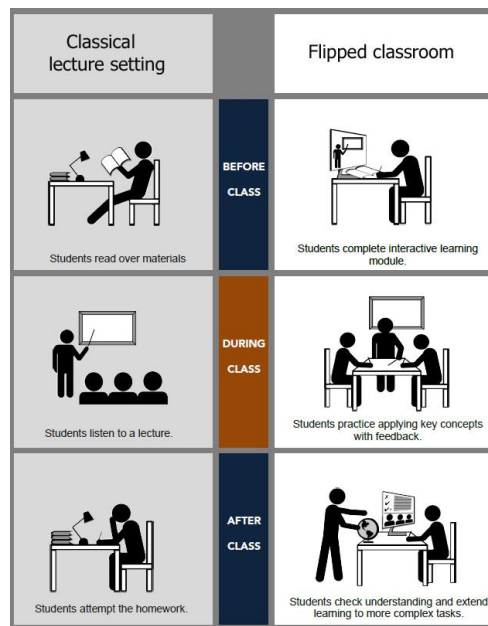 Classical
lecture setting
Flipped classroom
BEFORE
CLASS
Students read over materials
Students complete interactive learning
module.
DURING
CLASS
Students listen to a lecture.
Students practice applying key concepts
with feedback.
AFTER
CLASS
Students attempt the homework.
Students check understanding and extend
learning to more complex tasks.